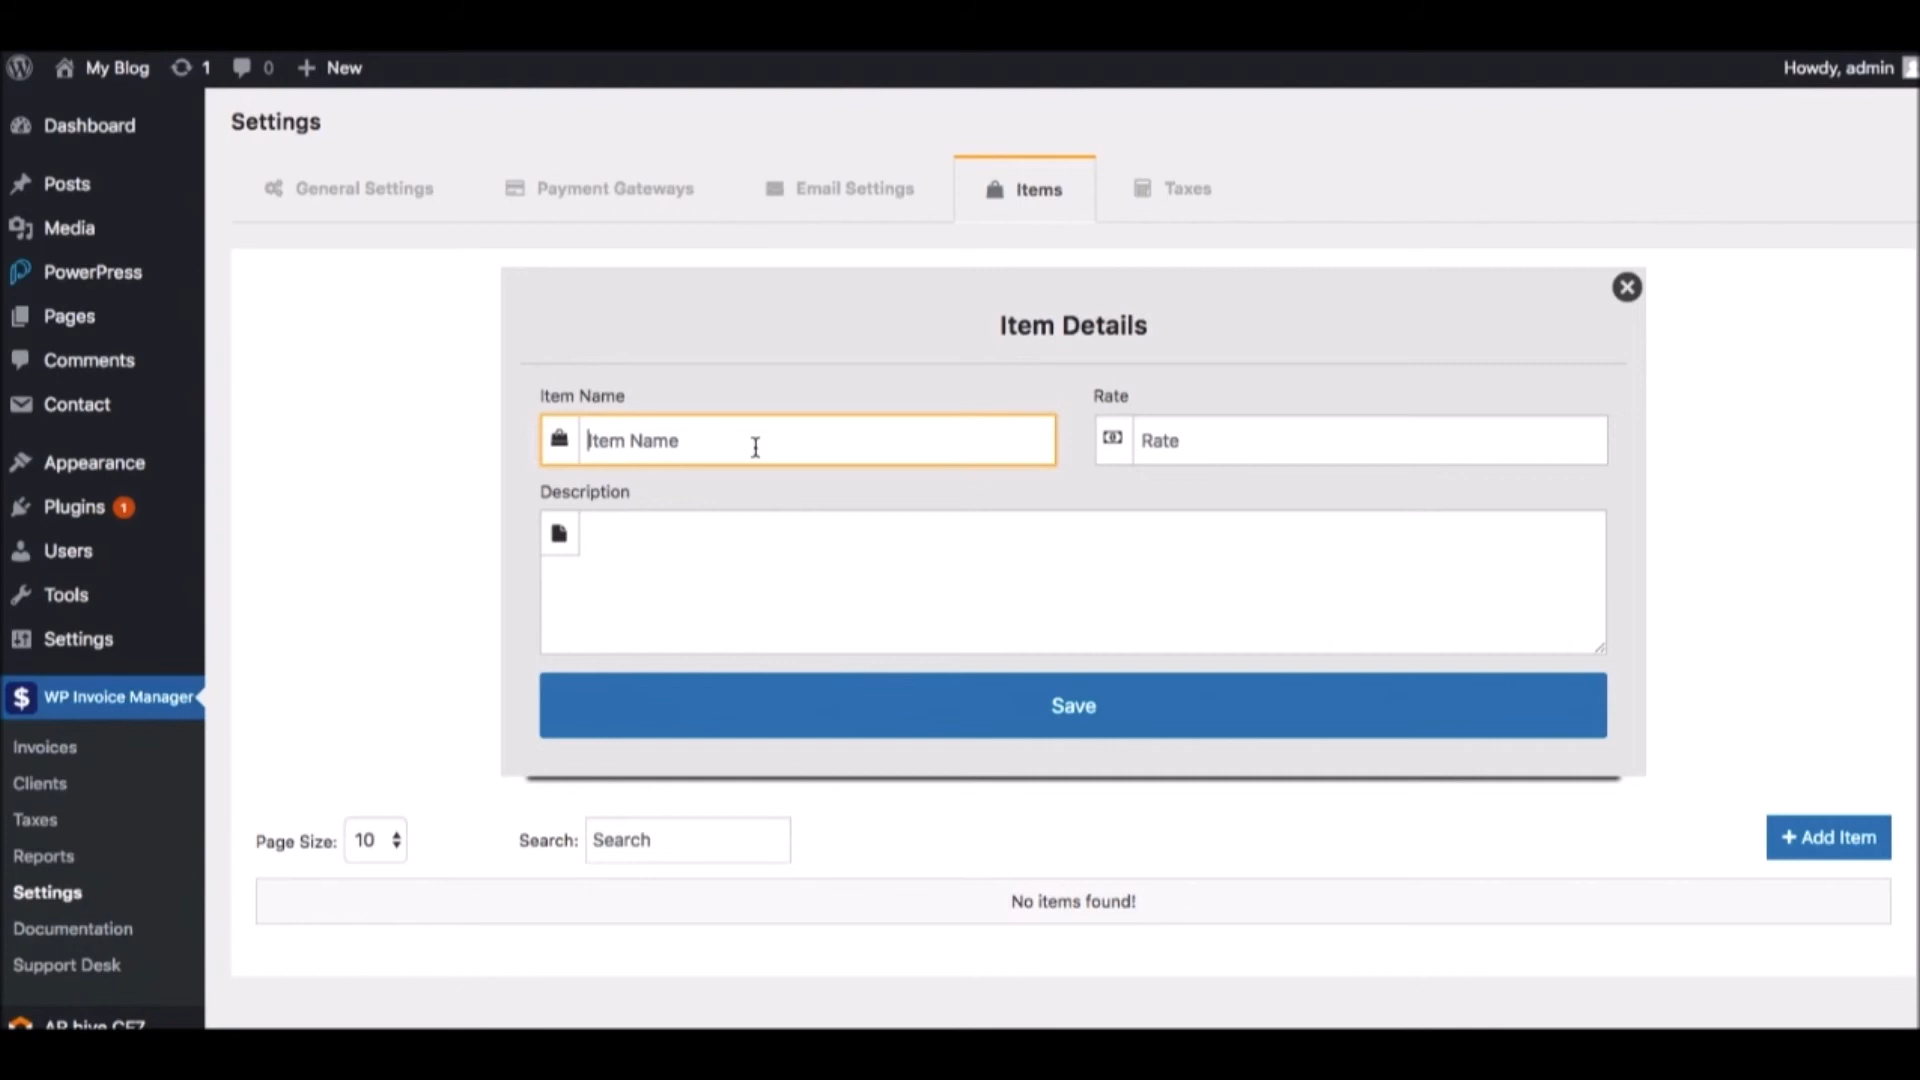 My Blog 1 0 + New Howdy, admin
Dashboard
Posts
Media
PowerPress
Pages
Comments
Contact
Appearance
Plugins 1
Users
Tools
Settings
WP Invoice Manager
Invoices
Clients
Taxes
Reports
Settings
Documentation
Support Desk
Settings
General Settings Payment Gateways Email Settings Items Taxes
Item Details
Item Name Rate
Item Name Rate
Description
Save
Page Size: 10 Search: Search + Add Item
No items found!